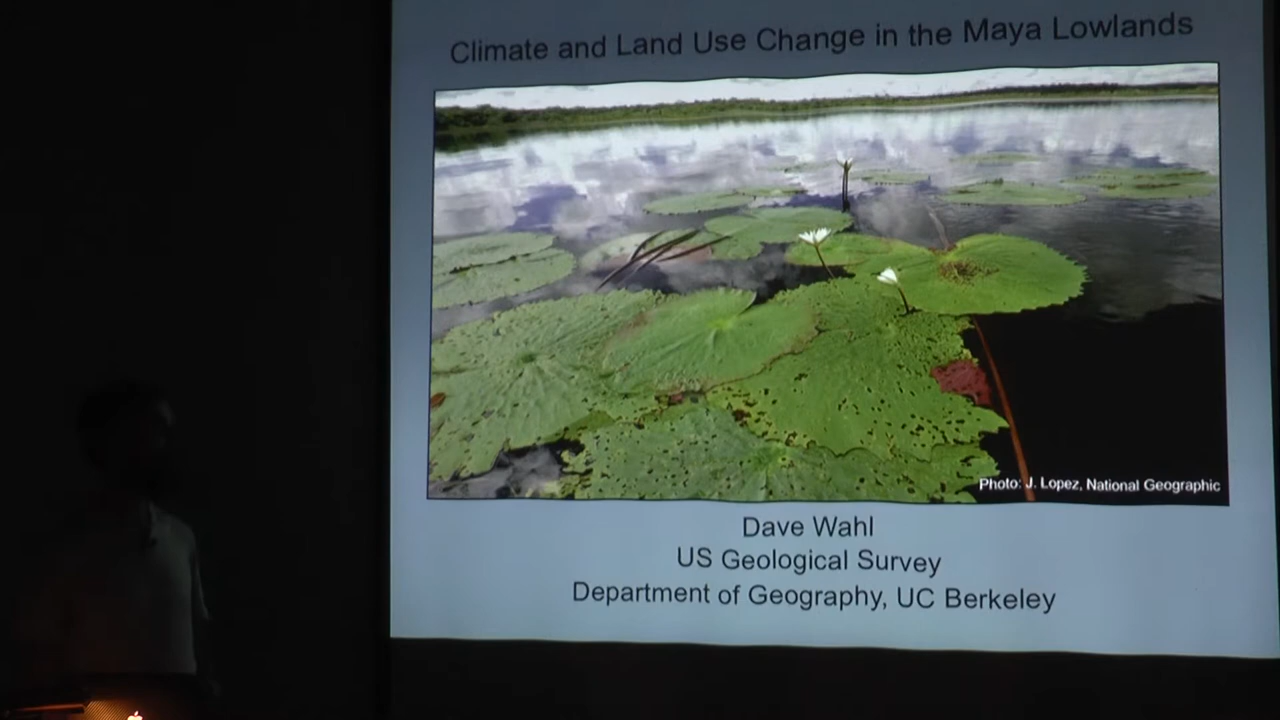 Climate and Land Use Change in the Maya Lowlands
Photo: J. Lopez, National Geographic
Dave Wahl
US Geological Survey
Department of Geography, UC Berkeley